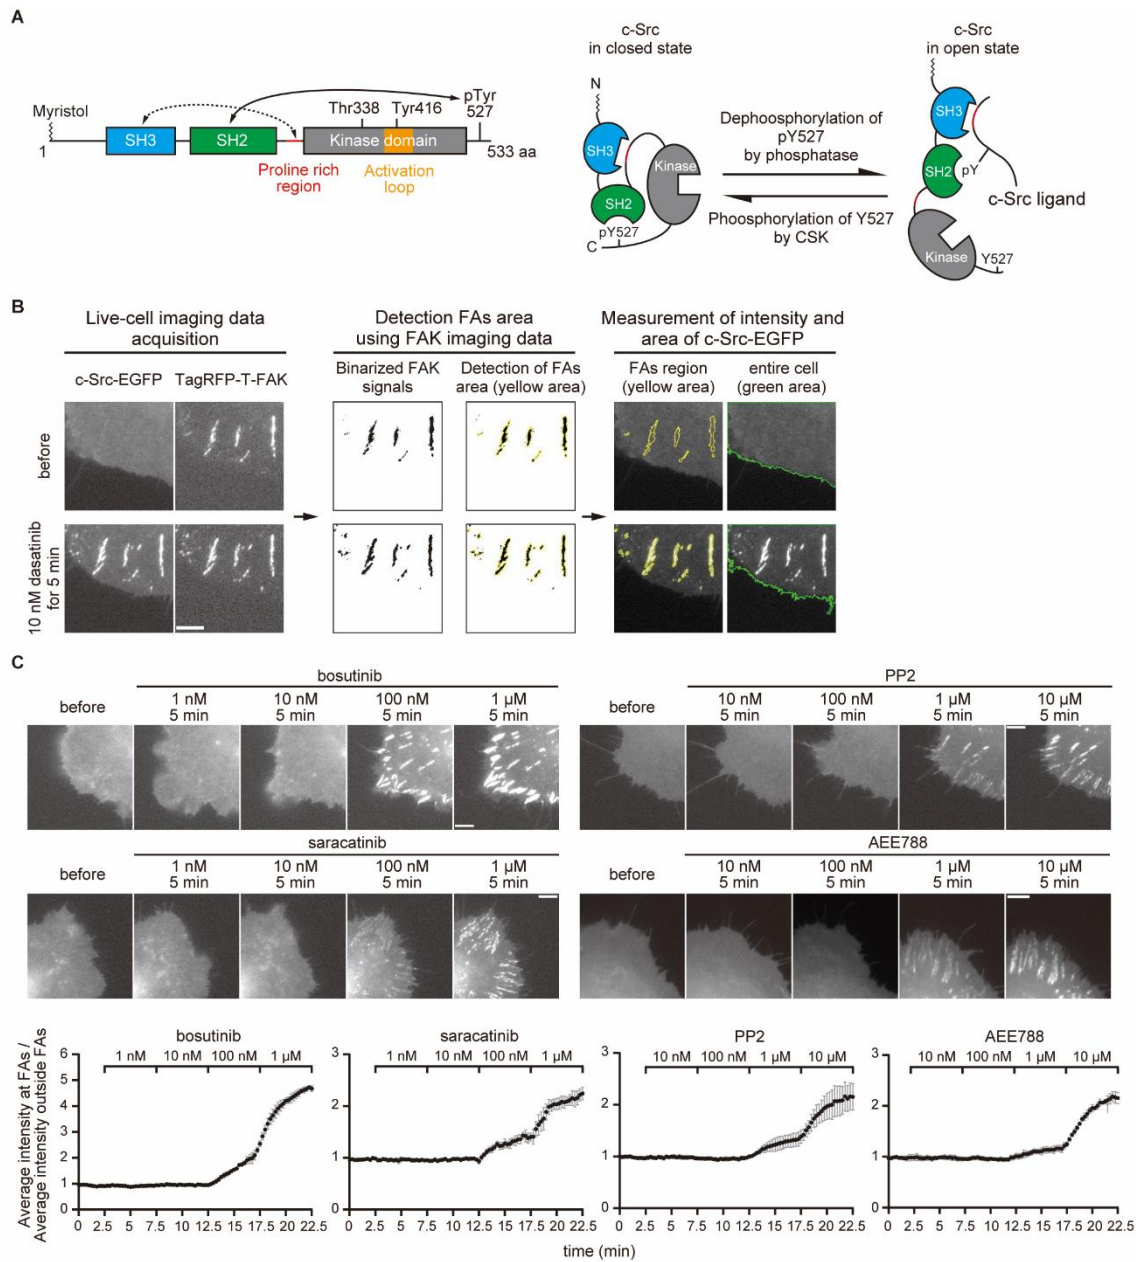 A
Myristol
1
SH3
SH2
Thr338
Tyr416
pTyr
527
Kinase domain
533 aa
Proline rich
region
Activation
loop
c-Src
in closed state
N
SH3
SH2
Kinase
pY527
C
Dephoosphorylation of
pY527
by phosphatase
Phoosphorylation of Y527
by CSK
c-Src
in open state
SH3
SH2
pY
c-Src ligand
Kinase
Y527
B
Live-cell imaging data
acquisition
Detection FAs area
using FAK imaging data
Measurement of intensity and
area of c-Src-EGFP
c-Src-EGFP TagRFP-T-FAK
Binarized FAK
signals
Detection of FAs
area (yellow area)
FAs region
(yellow area)
entire cell
(green area)
before
10 nM dasatinib
for 5 min
C
bosutinib
before
1 nM
5 min
10 nM
5 min
100 nM
5 min
1 µM
5 min
PP2
before
10 nM
5 min
100 nM
5 min
1 µM
5 min
10 µM
5 min
saracatinib
before
1 nM
5 min
10 nM
5 min
100 nM
5 min
1 µM
5 min
AEE788
before
10 nM
5 min
100 nM
5 min
1 µM
5 min
10 µM
5 min
Average intensity at FAs /
Average intensity outside FAs
bosutinib
1 nM 10 nM 100 nM 1 µM
6
5
4
3
2
1
0
0 2.5 5 7.5 10 12.5 15 17.5 20 22.5
saracatinib
1 nM 10 nM 100 nM 1 µM
3
2
1
0
0 2.5 5 7.5 10 12.5 15 17.5 20 22.5
PP2
10 nM 100 nM 1 µM 10 µM
3
2
1
0
0 2.5 5 7.5 10 12.5 15 17.5 20 22.5
AEE788
10 nM 100 nM 1 µM 10 µM
3
2
1
0
0 2.5 5 7.5 10 12.5 15 17.5 20 22.5
time (min)